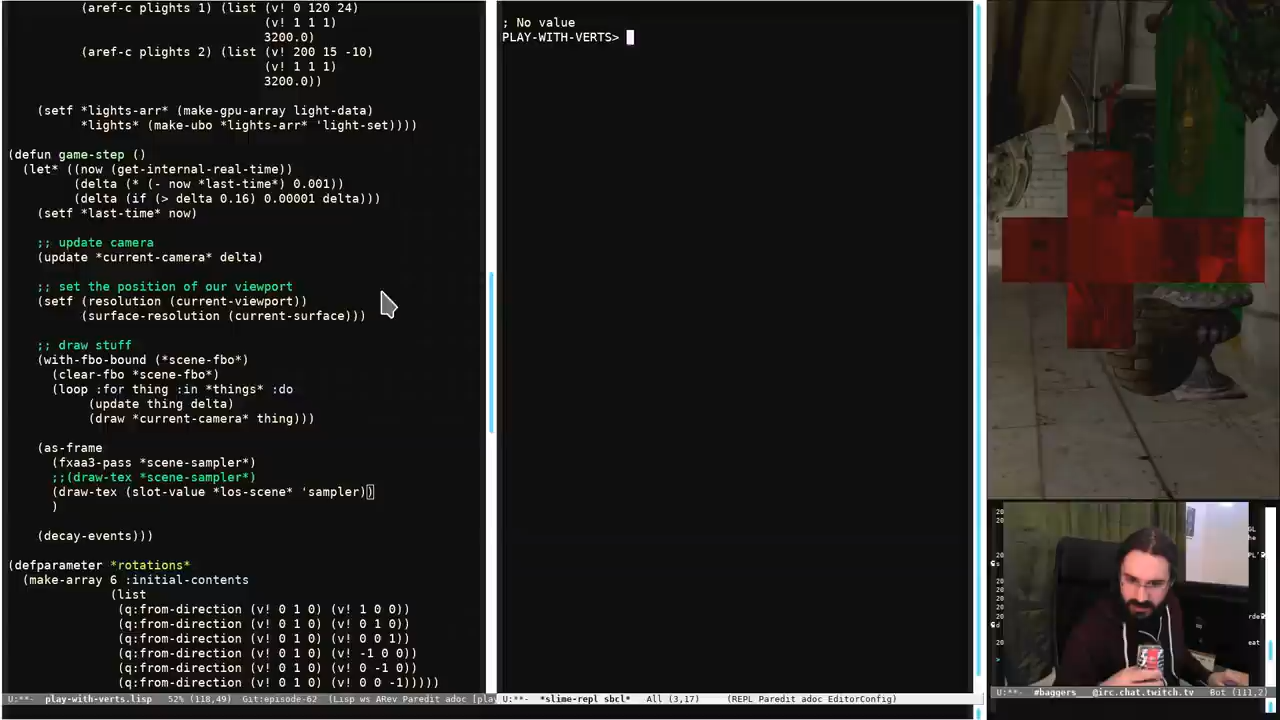 (aref-c plights 1) (list (v! 0 120 24)
(v! 1 1 1)
3200.0)
(aref-c plights 2) (list (v! 200 15 -10)
(v! 1 1 1)
3200.0))
(setf *lights-arr* (make-gpu-array light-data)
*lights* (make-ubo *lights-arr* 'light-set))))
(defun game-step ()
(let* ((now (get-internal-real-time))
(delta (* (- now *last-time*) 0.001))
(delta (if (> delta 0.16) 0.00001 delta)))
(setf *last-time* now)
;; update camera
(update *current-camera* delta)
;; set the position of our viewport
(setf (resolution (current-viewport))
(surface-resolution (current-surface)))
;; draw stuff
(with-fbo-bound (*scene-fbo*)
(clear-fbo *scene-fbo*)
(loop :for thing :in *things* :do
(update thing delta)
(draw *current-camera* thing)))
(as-frame
(fxaa3-pass *scene-sampler*)
;;(draw-tex *scene-sampler*)
(draw-tex (slot-value *los-scene* 'sampler))
)
(decay-events)))
(defparameter *rotations*
(make-array 6 :initial-contents
(list
(q:from-direction (v! 0 1 0) (v! 1 0 0))
(q:from-direction (v! 0 1 0) (v! 0 1 0))
(q:from-direction (v! 0 1 0) (v! 0 0 1))
(q:from-direction (v! 0 1 0) (v! -1 0 0))
(q:from-direction (v! 0 1 0) (v! 0 -1 0))
(q:from-direction (v! 0 1 0) (v! 0 0 -1)))))
U:**- play-with-verts.lisp 52% (118,49) Git:episode-62 (Lisp ws ARev Paredit adoc [play
; No value
PLAY-WITH-VERTS>
U:**- *slime-repl sbcl* All (3,17) (REPL Paredit adoc EditorConfig)
U:**- #baggers @irc.chat.twitch.tv Bot (111,2)